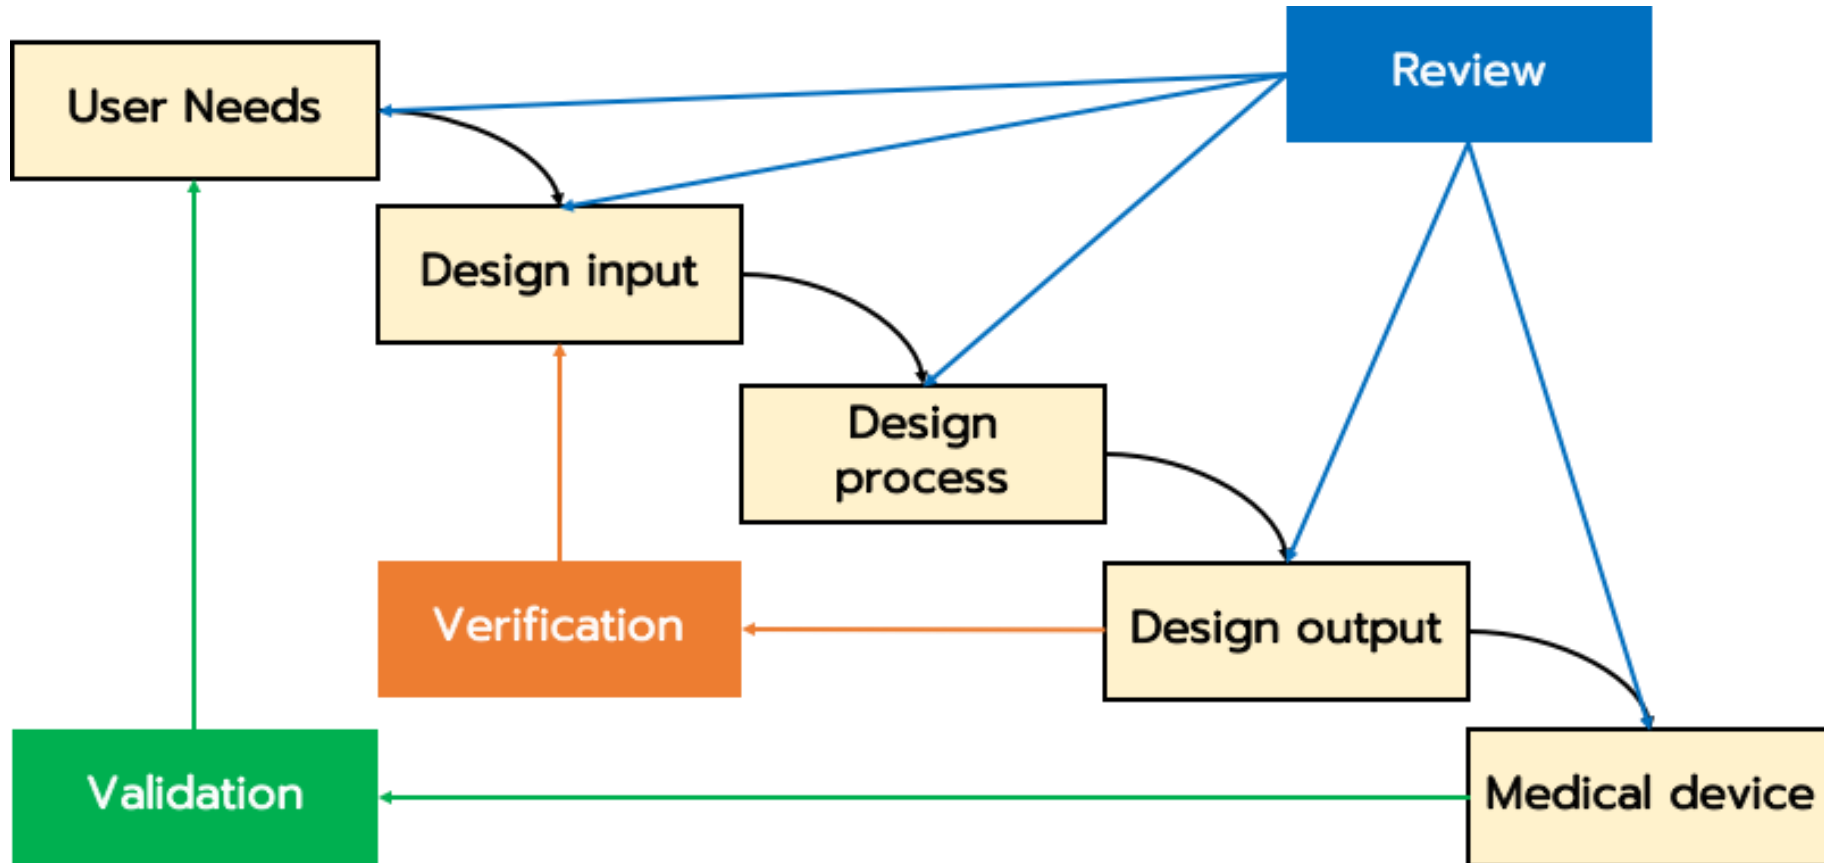 Review
User Needs
Design input
Design
process
Verification
Design output
Validation
Medical device